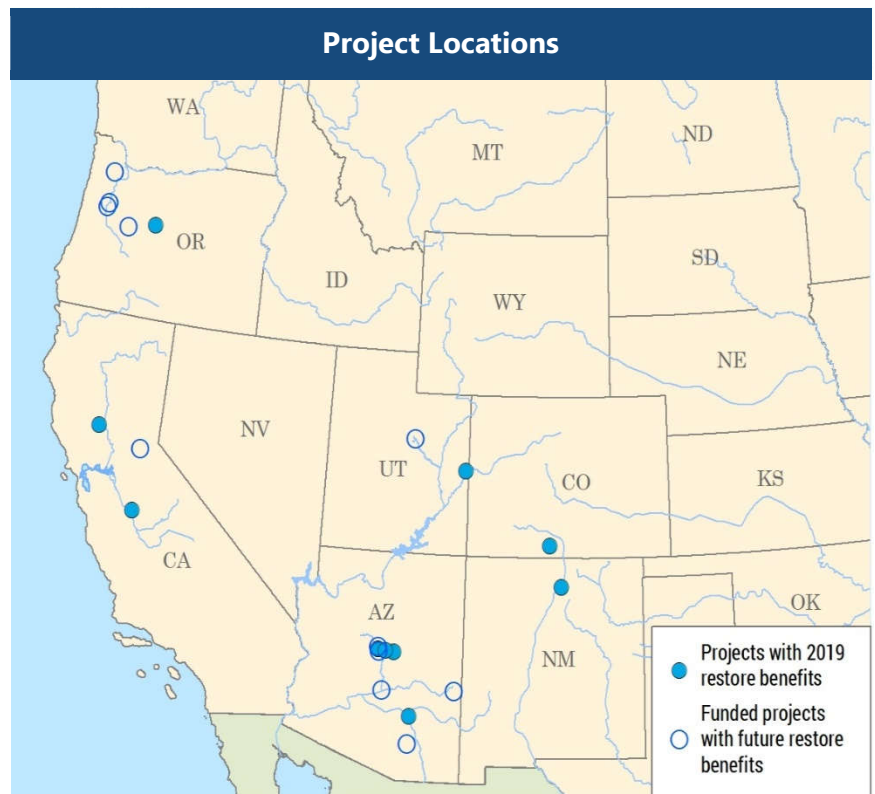 Project Locations
WA
MT
ND
OR
ID
SD
WY
NE
NV
UT
CO
KS
CA
AZ
NM
OK
Projects with 2019
restore benefits
Funded projects
with future restore
benefits